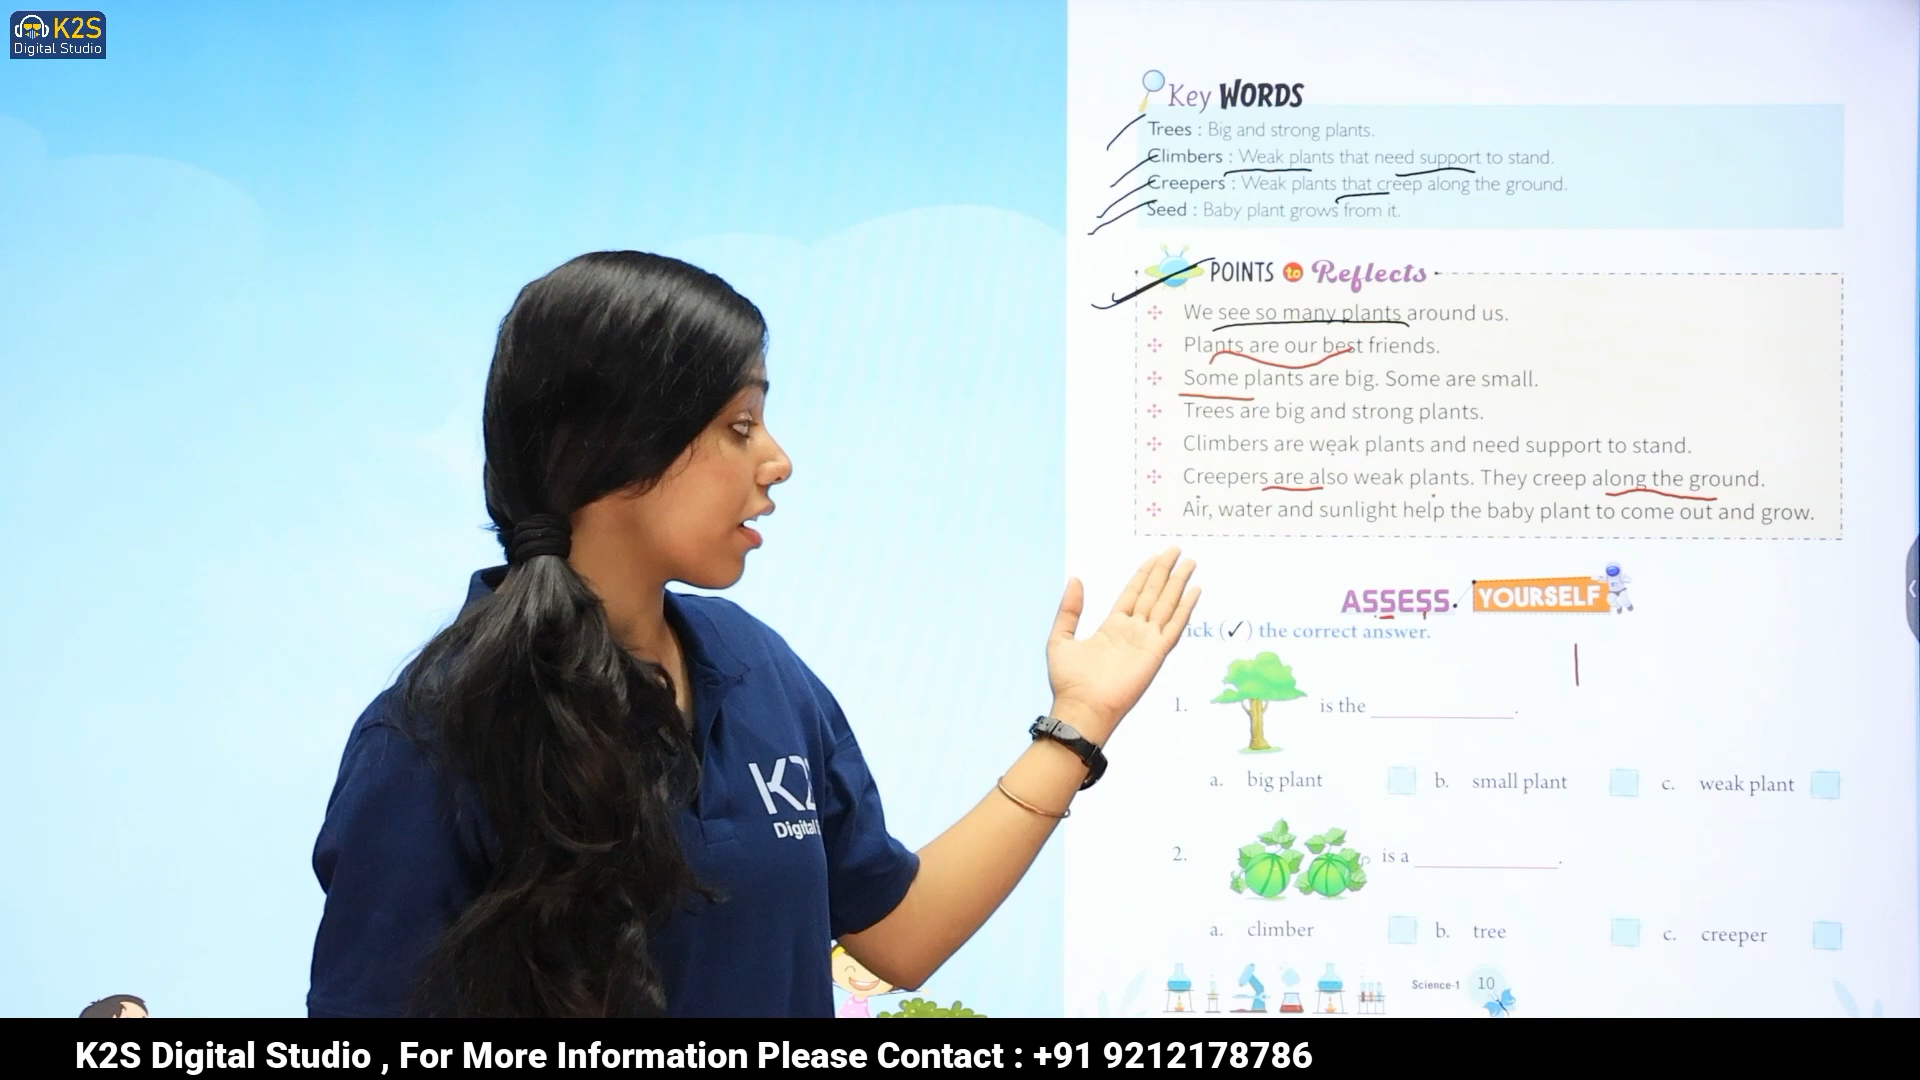 K2S
Digital Studio
Key WORDS
Trees : Big and strong plants.
Climbers : Weak plants that need support to stand.
Creepers : Weak plants that creep along the ground.
Seed : Baby plant grows from it.
POINTS to Reflects
We see so many plants around us.
Plants are our best friends.
Some plants are big. Some are small.
Trees are big and strong plants.
Climbers are weak plants and need support to stand.
Creepers are also weak plants. They creep along the ground.
Air, water and sunlight help the baby plant to come out and grow.
ASSESS YOURSELF
ick (✓) the correct answer.
1. is the ____________.
a. big plant b. small plant c. weak plant
2. is a ____________.
a. climber b. tree c. creeper
Science-1 10
K2
Digital
K2S Digital Studio , For More Information Please Contact : +91 9212178786